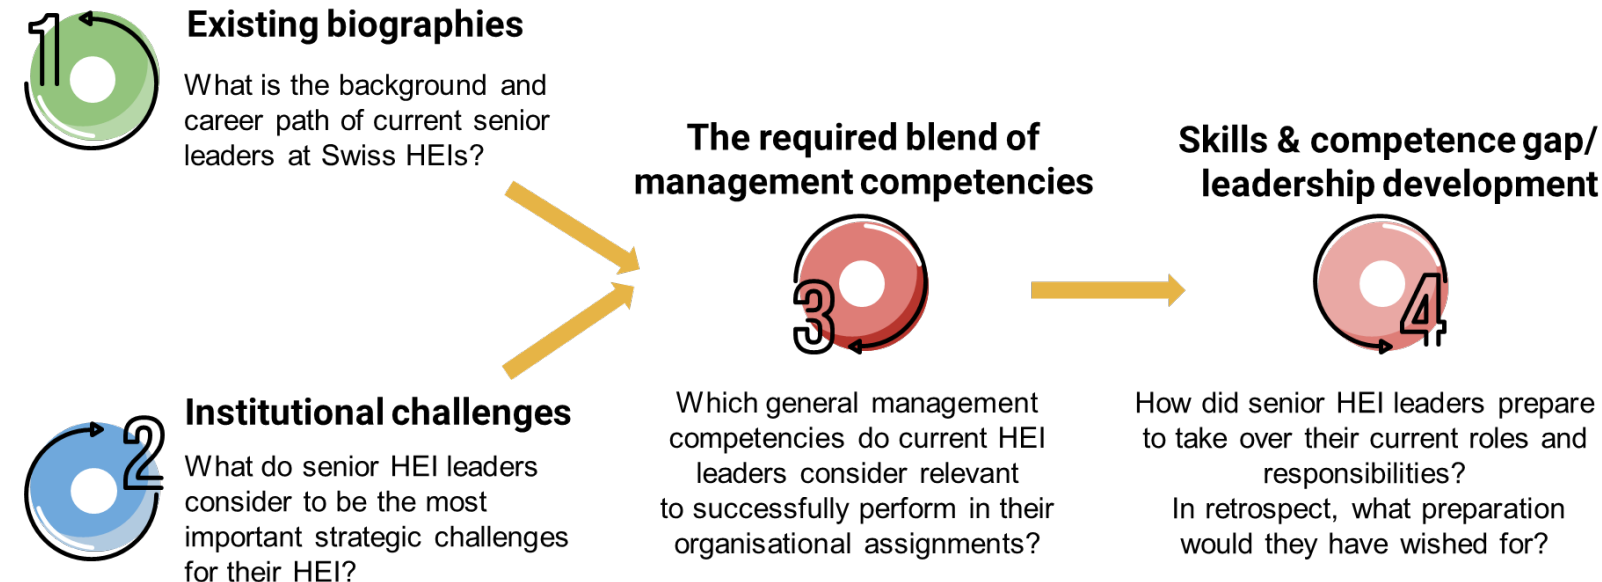 1
Existing biographies
What is the background and
career path of current senior
leaders at Swiss HEIs?
2
Institutional challenges
What do senior HEI leaders
consider to be the most
important strategic challenges
for their HEI?
The required blend of
management competencies
3
Which general management
competencies do current HEI
leaders consider relevant
to successfully perform in their
organisational assignments?
Skills & competence gap/
leadership development
4
How did senior HEI leaders prepare
to take over their current roles and
responsibilities?
In retrospect, what preparation
would they have wished for?